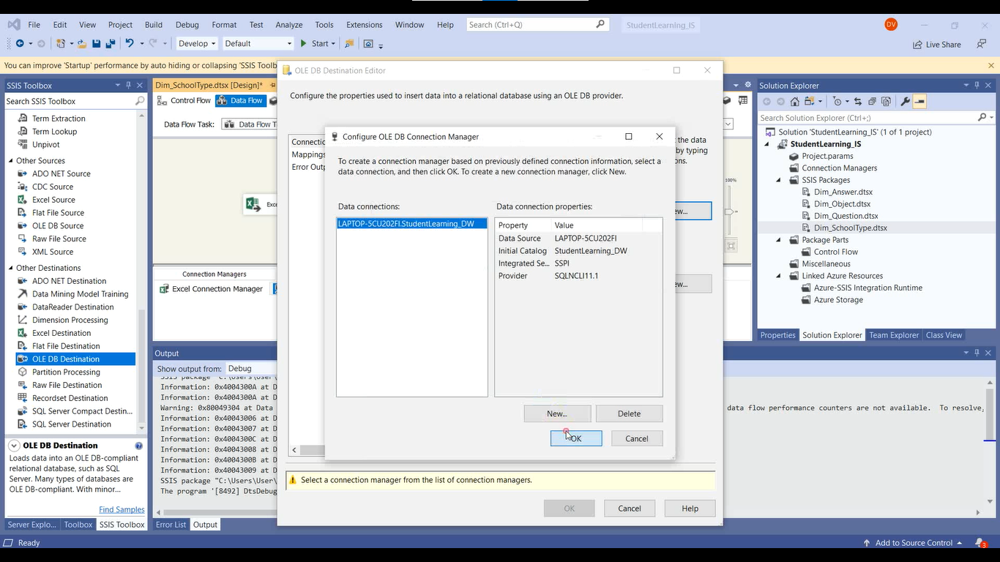 File Edit View Project Build Debug Format Test Analyze Tools Extensions Window Help Search (Ctrl+Q) StudentLearning_IS DV
Develop Default Start Live Share
You can improve 'Startup' performance by auto hiding or collapsing 'SSIS Toolb
SSIS Toolbox
Search SSIS Toolbox
Term Extraction
Term Lookup
Unpivot
Other Sources
ADO NET Source
CDC Source
Excel Source
Flat File Source
OLE DB Source
Raw File Source
XML Source
Other Destinations
ADO NET Destination
Data Mining Model Training
DataReader Destination
Dimension Processing
Excel Destination
Flat File Destination
OLE DB Destination
Partition Processing
Raw File Destination
Recordset Destination
SQL Server Compact Destin...
SQL Server Destination
OLE DB Destination
Loads data into an OLE DB-compliant
relational database, such as SQL
Server. Many types of databases are
OLE DB-compliant. With minor...
Find Samples
Server Explo... Toolbox SSIS Toolbox
Dim_SchoolType.dtsx [Design]*
Control Flow Data Flow
Data Flow Task: Data Flow T
Exce
100%
Connection Managers
Excel Connection Manager
Output
Show output from: Debug
SSIS package "C:\Users\User\
Information: 0x4004300A at D
Information: 0x4004300A at D
Warning: 0x80049304 at Data
data flow performance counters are not available. To resolve,
Information: 0x40043006 at D
Information: 0x40043007 at D
Information: 0x4004300C at D
Information: 0x40043008 at D
Information: 0x4004300B at D
Information: 0x40043009 at D
SSIS package "C:\Users\User\
The program '[8492] DtsDebug
Error List Output
OLE DB Destination Editor
Configure the properties used to insert data into a relational database using an OLE DB provider.
Connectio
Mappings
Error Outp
the data
by typing
ons.
ew...
ew...
Select a connection manager from the list of connection managers.
OK Cancel Help
Configure OLE DB Connection Manager
To create a connection manager based on previously defined connection information, select a
data connection, and then click OK. To create a new connection manager, click New.
Data connections: Data connection properties:
LAPTOP-5CU202FI.StudentLearning_DW
Property Value
Data Source LAPTOP-5CU202FI
Initial Catalog StudentLearning_DW
Integrated Se... SSPI
Provider SQLNCLI11.1
New... Delete
OK Cancel
Solution Explorer
Search Solution Explorer (Ctrl+;)
Solution 'StudentLearning_IS' (1 of 1 project)
StudentLearning_IS
Project.params
Connection Managers
SSIS Packages
Dim_Answer.dtsx
Dim_Object.dtsx
Dim_Question.dtsx
Dim_SchoolType.dtsx
Package Parts
Control Flow
Miscellaneous
Linked Azure Resources
Azure-SSIS Integration Runtime
Azure Storage
Properties Solution Explorer Team Explorer Class View
Ready Add to Source Control 3